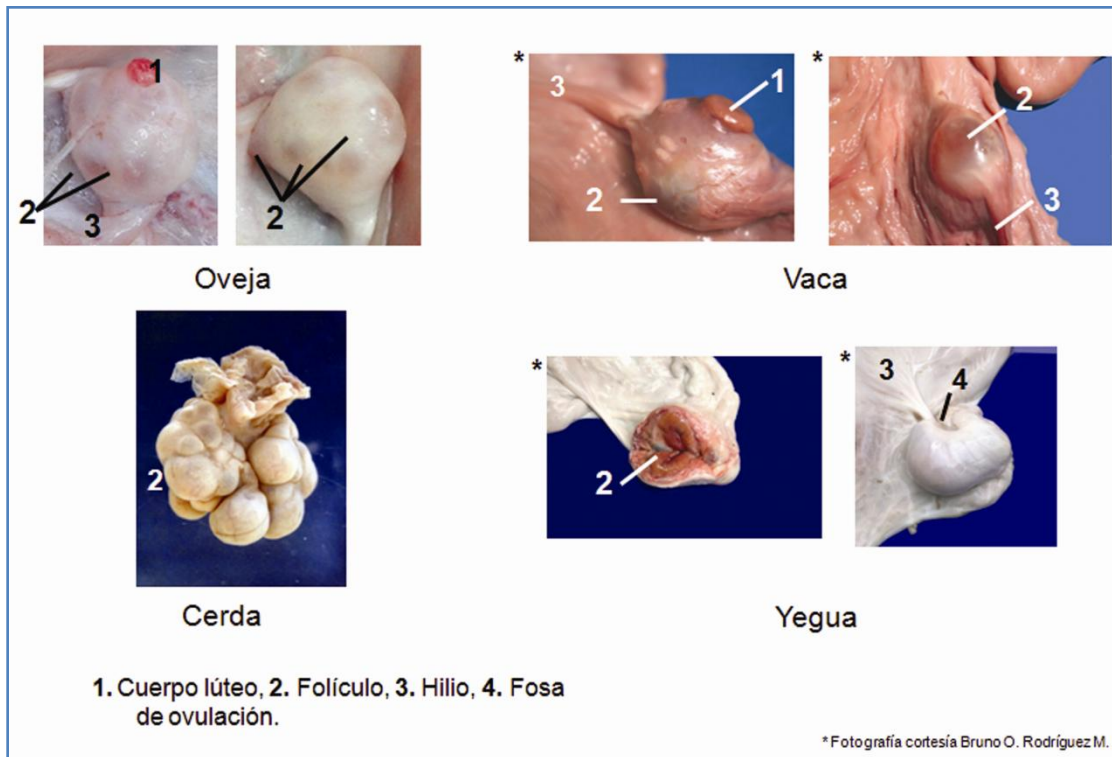 1
2
3
2
Oveja
*
3
1
2
*
2
3
Vaca
2
Cerda
*
2
*
3
4
Yegua
1. Cuerpo lúteo, 2. Folículo, 3. Hilio, 4. Fosa
de ovulación.
* Fotografía cortesía Bruno O. Rodríguez M.